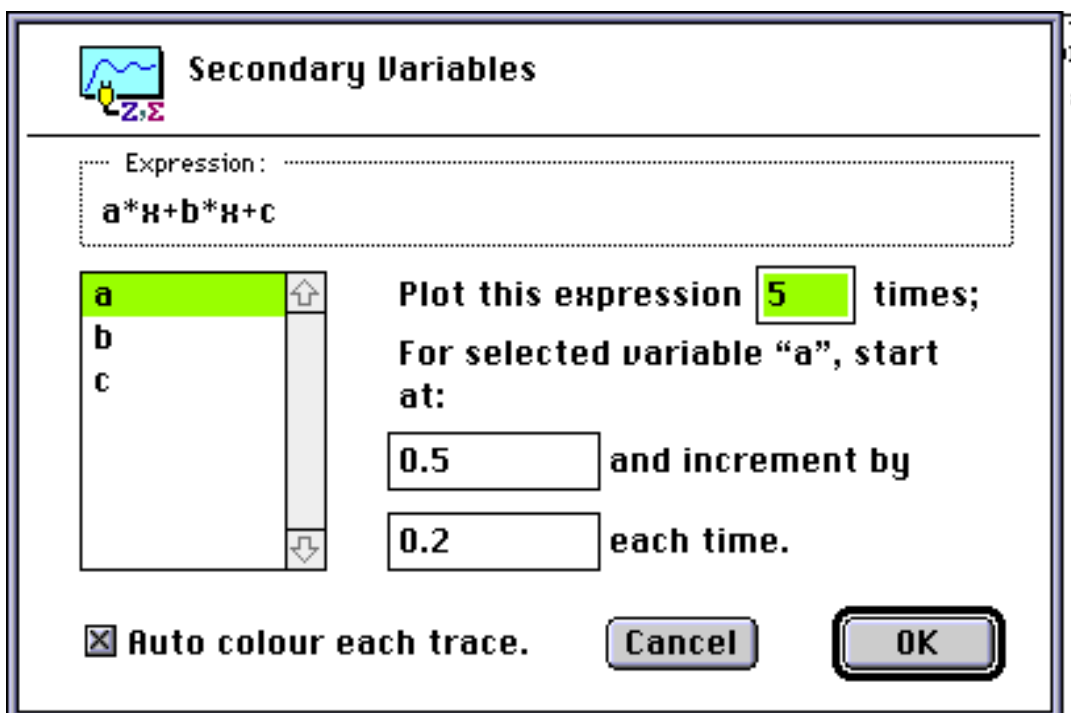 Secondary Variables
Z,Σ
Expression:
a*x+b*x+c
a
b
c
Plot this expression 5 times;
For selected variable “a”, start
at:
0.5 and increment by
0.2 each time.
Auto colour each trace.
Cancel
OK